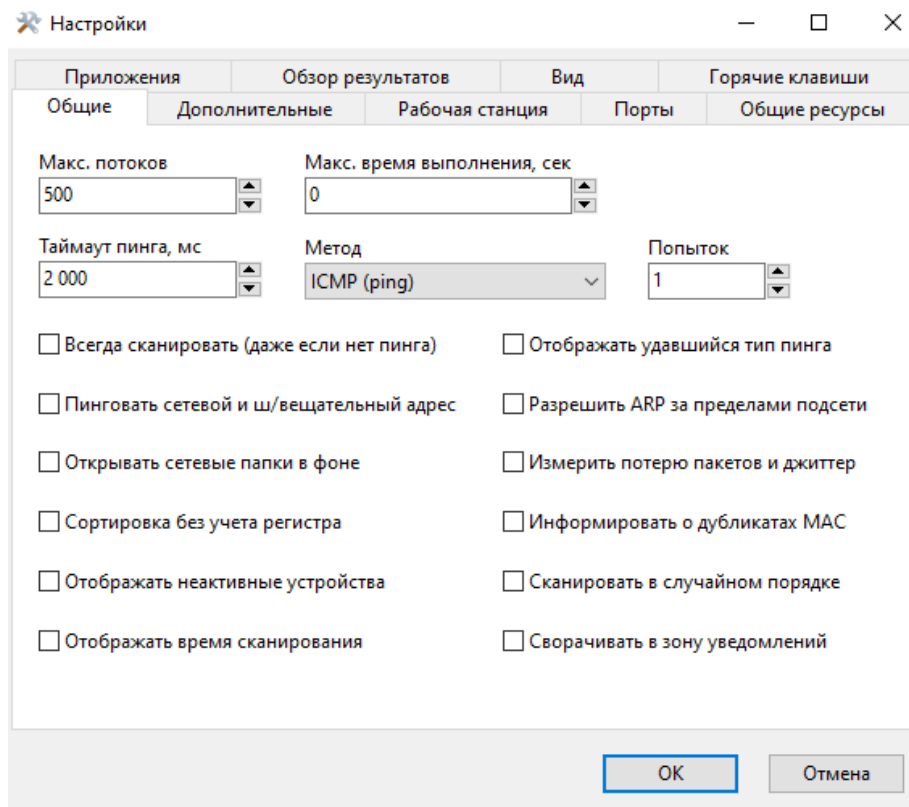 Настройки
Приложения Обзор результатов Вид Горячие клавиши
Общие Дополнительные Рабочая станция Порты Общие ресурсы
Макс. потоков Макс. время выполнения, сек
500 0
Таймаут пинга, мс Метод Попыток
2 000 ICMP (ping) 1
Всегда сканировать (даже если нет пинга) Отображать удавшийся тип пинга
Пинговать сетевой и ш/вещательный адрес Разрешить ARP за пределами подсети
Открывать сетевые папки в фоне Измерить потерю пакетов и джиттер
Сортировка без учета регистра Информировать о дубликатах MAC
Отображать неактивные устройства Сканировать в случайном порядке
Отображать время сканирования Сворачивать в зону уведомлений
OK Отмена